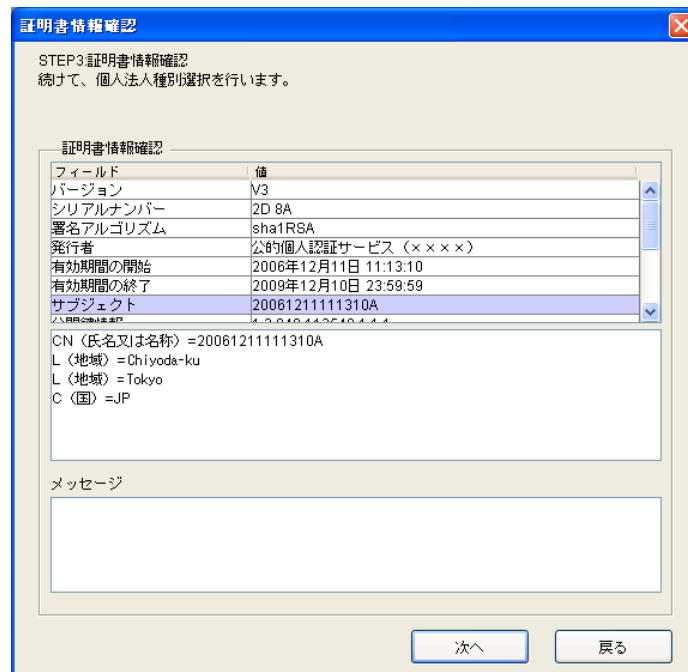 証明書情報確認
STEP3:証明書情報確認
続けて、個人法人種別選択を行います。
証明書情報確認
フィールド 値
バージョン V3
シリアルナンバー 2D 8A
署名アルゴリズム sha1RSA
発行者 公的個人認証サービス（××××）
有効期間の開始 2006年12月11日 11:13:10
有効期間の終了 2009年12月10日 23:59:59
サブジェクト 20061211111310A
CN（氏名又は名称）=20061211111310A
L（地域）=Chiyoda-ku
L（地域）=Tokyo
C（国）=JP
メッセージ
次へ 戻る